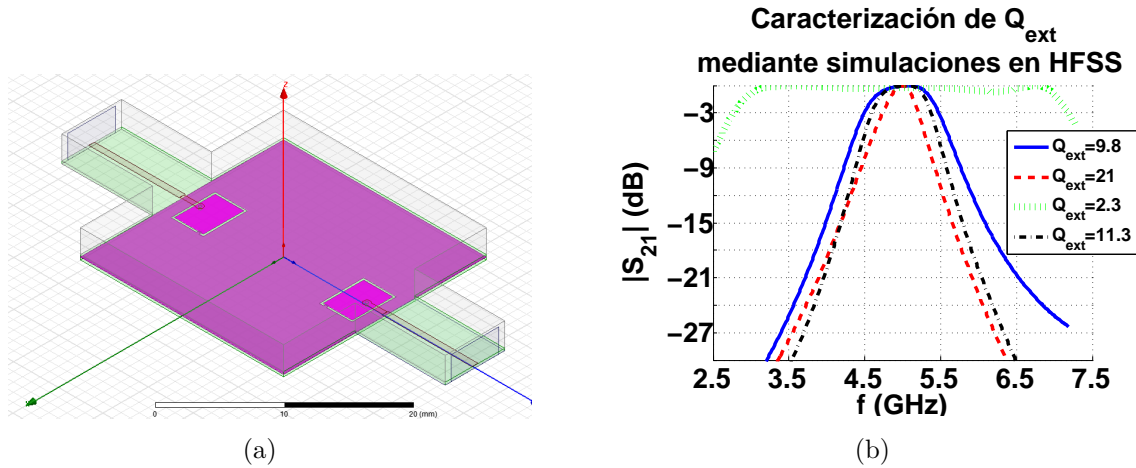 z
0
10
20 (mm)
(a)
Caracterización de Q_ext
mediante simulaciones en HFSS
|S_21| (dB)
−3
−9
−15
−21
−27
2.5 3.5 4.5 5.5 6.5 7.5
f (GHz)
Q_ext=9.8
Q_ext=21
Q_ext=2.3
Q_ext=11.3
(b)